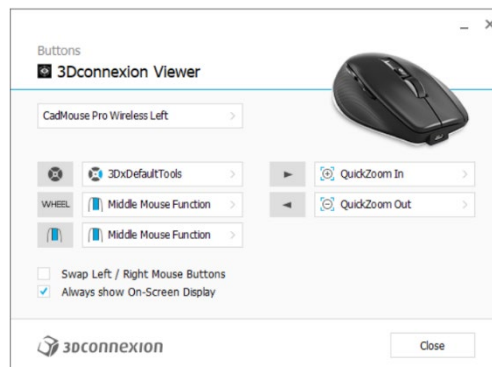 Buttons
3Dconnexion Viewer
CadMouse Pro Wireless Left
3DxDefaultTools
QuickZoom In
WHEEL
Middle Mouse Function
QuickZoom Out
Middle Mouse Function
Swap Left / Right Mouse Buttons
Always show On-Screen Display
3Dconnexion
Close